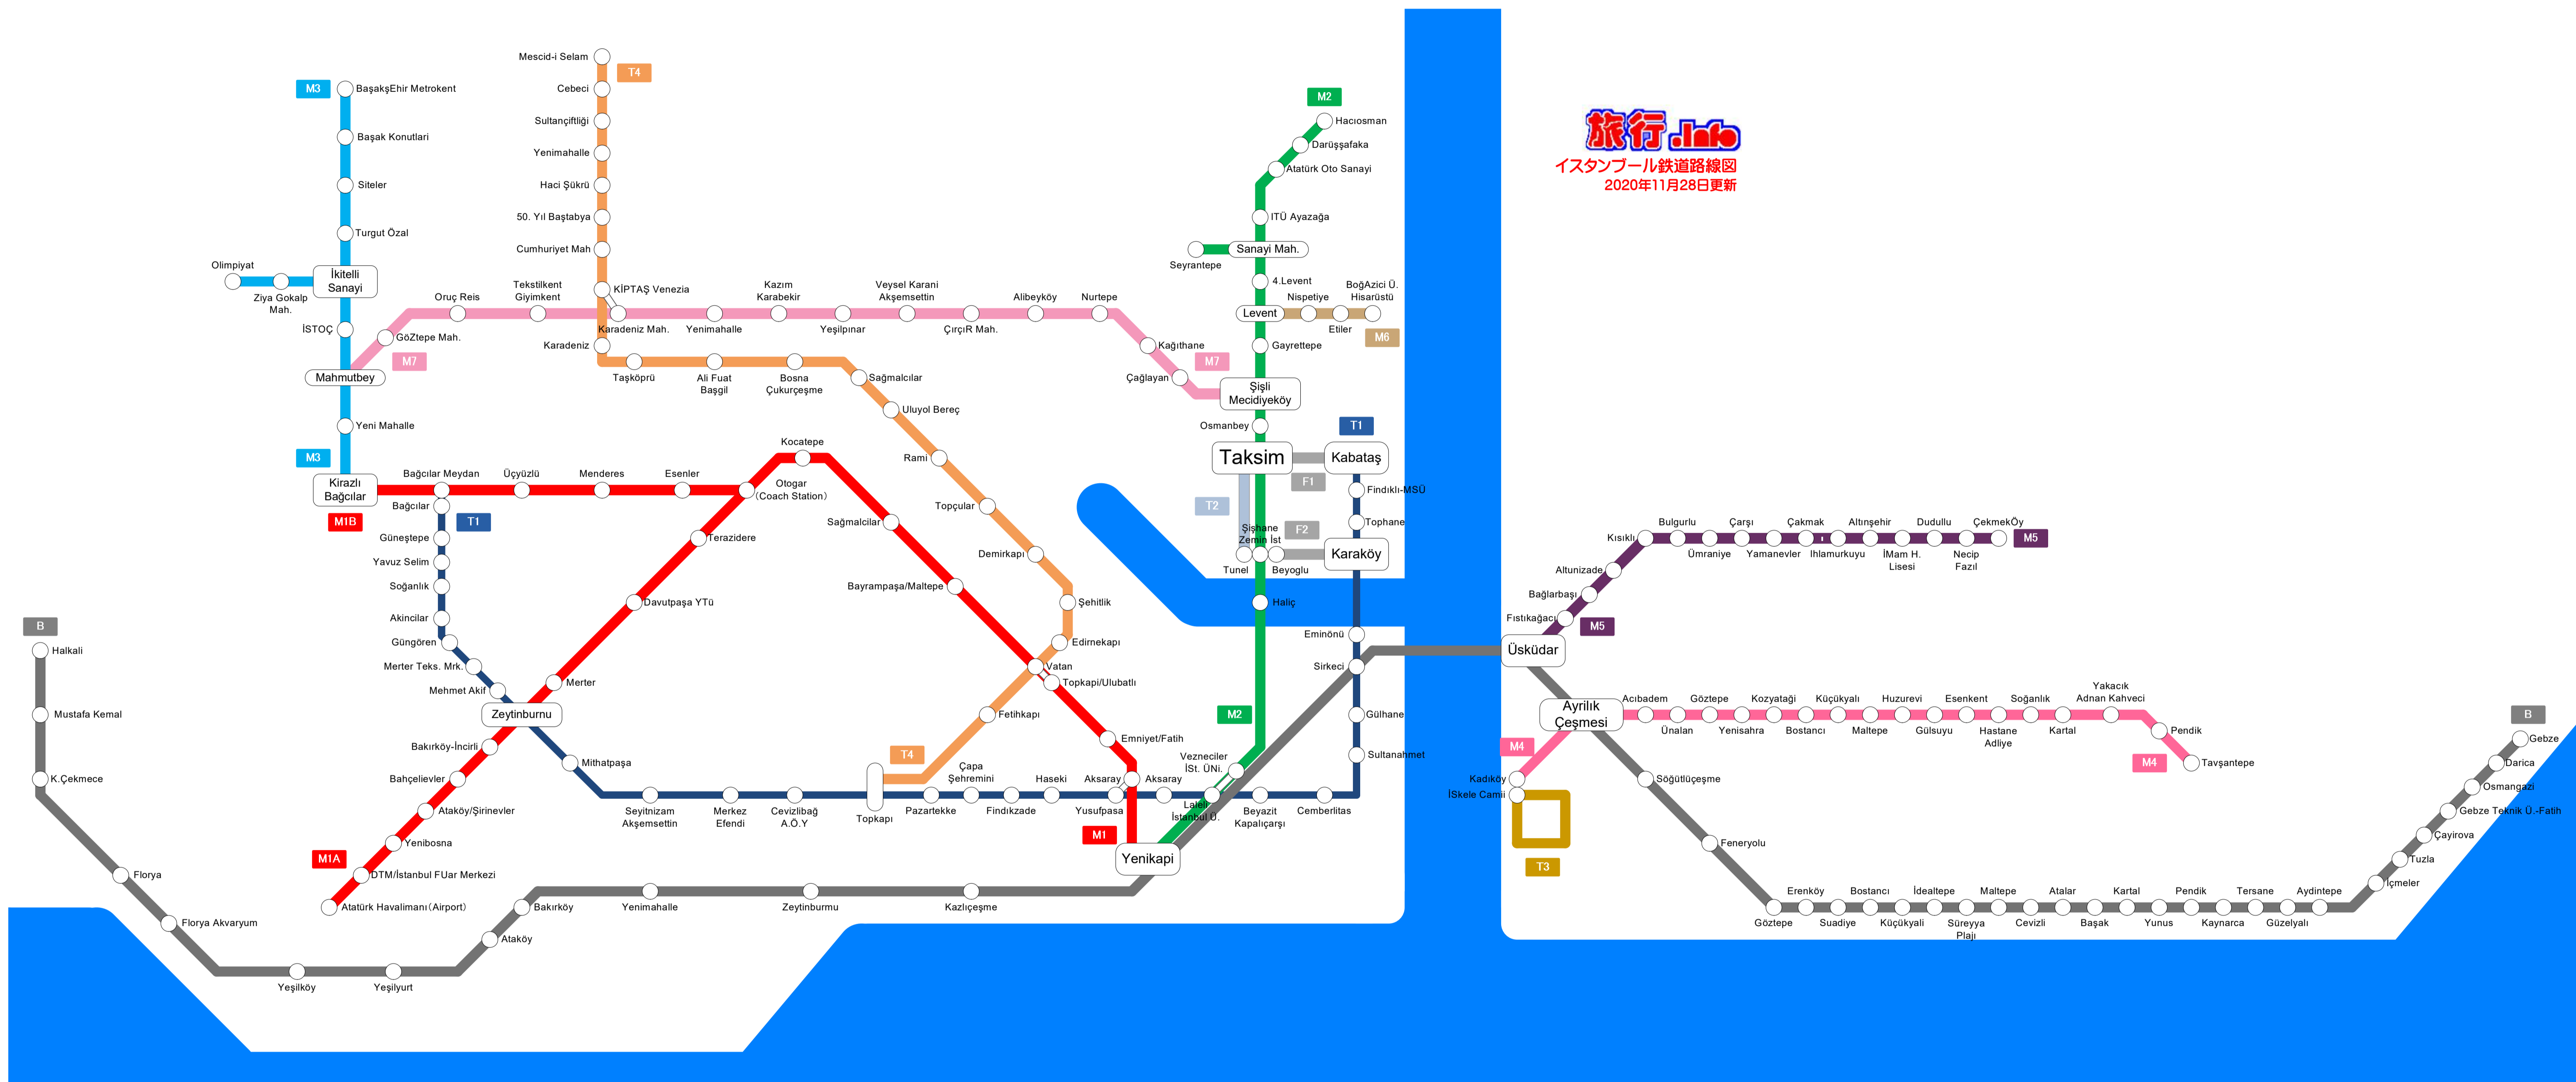 旅行.Info
イスタンブール鉄道路線図
2020年11月28日更新
M3
BaşakşEhir Metrokent
Başak Konutlari
Siteler
Turgut Özal
Olimpiyat
Ziya Gokalp
Mah.
İkitelli
Sanayi
İSTOÇ
Mahmutbey
Yeni Mahalle
M3
Kirazlı
Bağcılar
M1B
Mescid-i Selam
T4
Cebeci
Sultançiftliği
Yenimahalle
Haci Şükrü
50. Yıl Baştabya
Cumhuriyet Mah
KİPTAŞ Venezia
Karadeniz
Taşköprü
Ali Fuat
Başgil
Bosna
Çukurçeşme
Sağmalcılar
Uluyol Bereç
Rami
Topçular
Demirkapı
Şehitlik
Edirnekapı
Vatan
Fetihkapı
T4
Topkapı
GöZtepe Mah.
M7
Oruç Reis
Tekstilkent
Giyimkent
Karadeniz Mah.
Yenimahalle
Kazım
Karabekir
Yeşilpınar
Veysel Karani
Akşemsettin
ÇırçıR Mah.
Alibeyköy
Nurtepe
Kağıthane
Çağlayan
M7
M2
Hacıosman
Darüşşafaka
Atatürk Oto Sanayi
ITÜ Ayazağa
Sanayi Mah.
Seyrantepe
4.Levent
Levent
Nispetiye
Etiler
BoğAzici Ü.
Hisarüstü
M6
Gayrettepe
Şişli
Mecidiyeköy
Osmanbey
Taksim
F1
Kabataş
T1
T2
Şişhane
Zemin İst
F2
Tunel
Beyoglu
Karaköy
Fındıklı-MSÜ
Tophane
Haliç
Eminönü
Sirkeci
Gülhane
Sultanahmet
M2
Vezneciler
İSt. ÜNi.
Bağcılar Meydan
Üçyüzlü
Menderes
Esenler
Otogar
(Coach Station)
Kocatepe
Sağmalcilar
Bayrampaşa/Maltepe
Topkapi/Ulubatlı
Emniyet/Fatih
Aksaray
Aksaray
M1
Yenikapi
Terazidere
Davutpaşa YTü
Merter
Zeytinburnu
Bakırköy-İncirli
Bahçelievler
Ataköy/Şirinevler
Yenibosna
M1A
DTM/İstanbul FUar Merkezi
Atatürk Havalimanı(Airport)
Bağcılar
T1
Güneştepe
Yavuz Selim
Soğanlık
Akincilar
Güngören
Merter Teks. Mrk.
Mehmet Akif
Mithatpaşa
Seyitnizam
Akşemsettin
Merkez
Efendi
Cevizlibağ
A.Ö.Y
Pazartekke
Çapa
Şehremini
Findıkzade
Haseki
Yusufpasa
Laleli
İstanbul Ü.
Beyazit
Kapalıçarşı
Cemberlitas
B
Halkali
Mustafa Kemal
K.Çekmece
Florya
Florya Akvaryum
Yeşilköy
Yeşilyurt
Ataköy
Bakırköy
Yenimahalle
Zeytinburmu
Kazlıçeşme
Üsküdar
Fıstıkağacı
M5
Bağlarbaşı
Altunizade
Kısıklı
Bulgurlu
Ümraniye
Çarşı
Yamanevler
Çakmak
Ihlamurkuyu
Altınşehir
İMam H.
Lisesi
Dudullu
Necip
Fazıl
ÇekmekÖy
M5
Ayrilık
Çeşmesi
M4
Kadıköy
İSkele Camii
T3
Acıbadem
Ünalan
Göztepe
Yenisahra
Kozyataği
Bostancı
Küçükyalı
Maltepe
Huzurevi
Gülsuyu
Esenkent
Hastane
Adliye
Soğanlık
Kartal
Yakacık
Adnan Kahveci
Pendik
M4
Tavşantepe
Söğütlüçeşme
Feneryolu
Göztepe
Erenköy
Suadiye
Bostancı
Küçükyali
İdealtepe
Süreyya
Plajı
Maltepe
Cevizli
Atalar
Başak
Kartal
Yunus
Pendik
Kaynarca
Tersane
Güzelyalı
Aydintepe
İçmeler
Tuzla
Çayirova
Gebze Teknik Ü.-Fatih
Osmangazi
Darica
Gebze
B